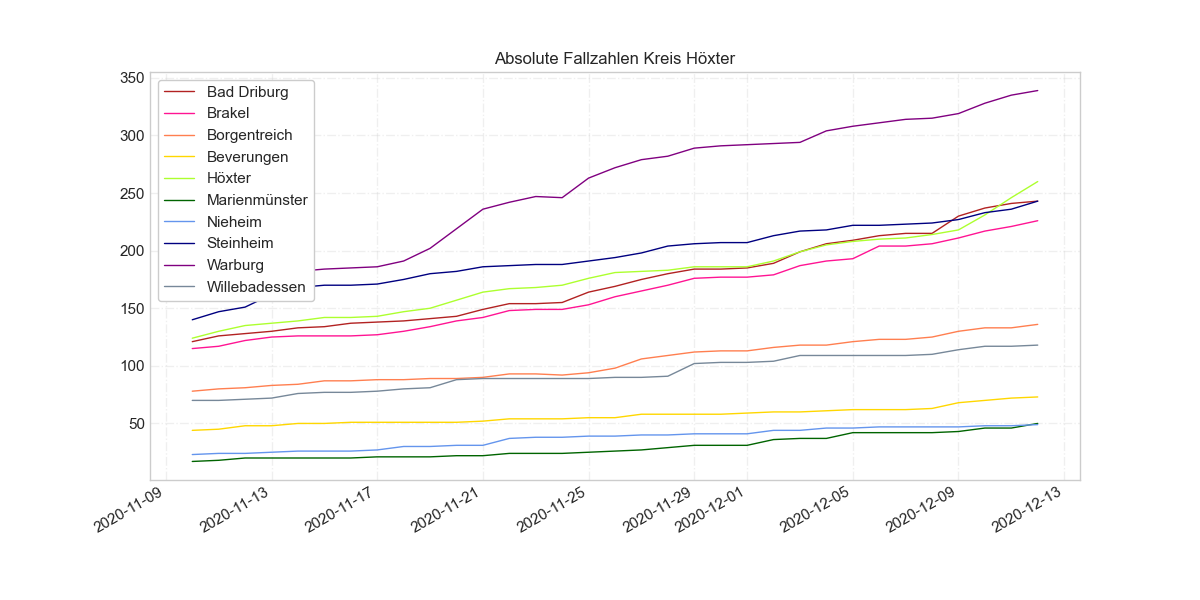 Absolute Fallzahlen Kreis Höxter
350
300
250
200
150
100
50
Bad Driburg
Brakel
Borgentreich
Beverungen
Höxter
Marienmünster
Nieheim
Steinheim
Warburg
Willebadessen
2020-11-09
2020-11-13
2020-11-17
2020-11-21
2020-11-25
2020-11-29
2020-12-01
2020-12-05
2020-12-09
2020-12-13